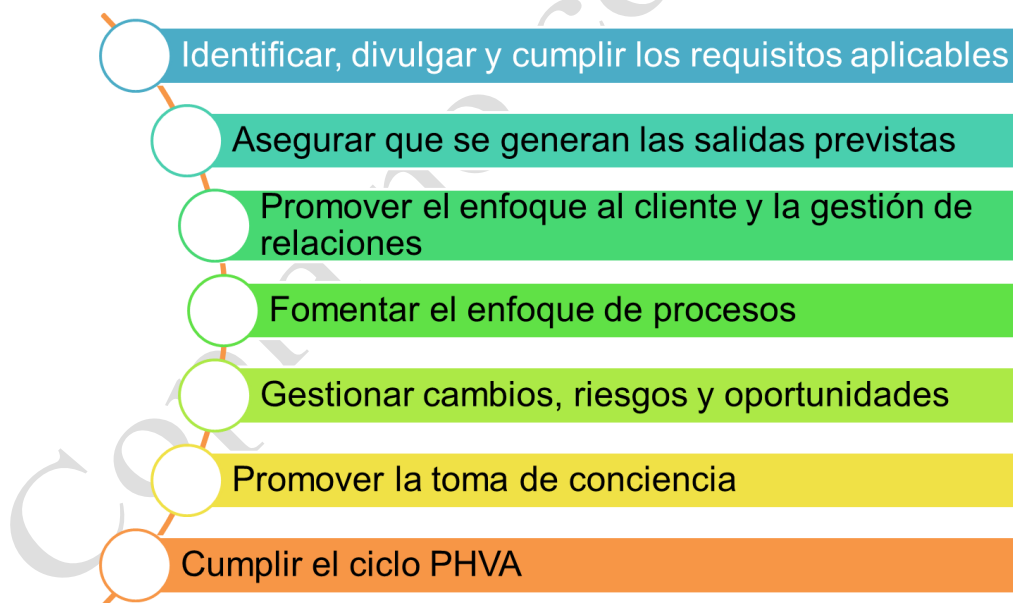 Identificar, divulgar y cumplir los requisitos aplicables
Asegurar que se generan las salidas previstas
Promover el enfoque al cliente y la gestión de
relaciones
Fomentar el enfoque de procesos
Gestionar cambios, riesgos y oportunidades
Promover la toma de conciencia
Cumplir el ciclo PHVA